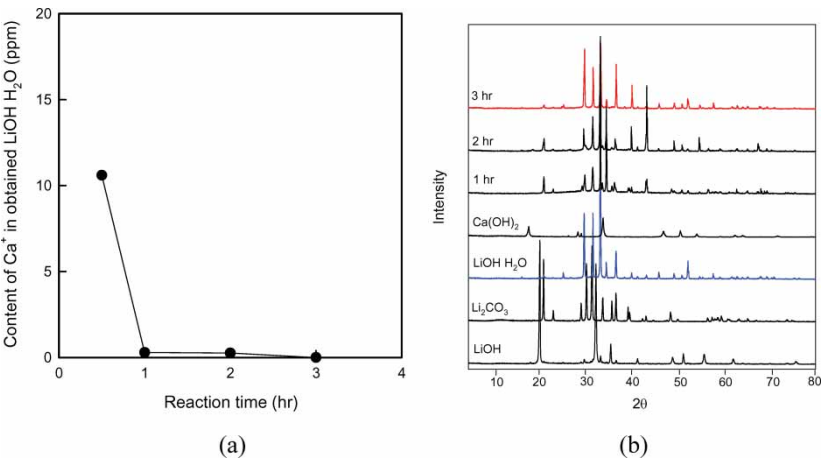 Content of Ca⁺ in obtained LiOH H₂O (ppm)
20
15
10
5
0
0 1 2 3 4
Reaction time (hr)
(a)
Intensity
3 hr
2 hr
1 hr
Ca(OH)₂
LiOH H₂O
Li₂CO₃
LiOH
10 20 30 40 50 60 70 80
2θ
(b)